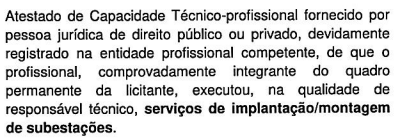 Atestado de Capacidade Técnico-profissional fornecido por
pessoa jurídica de direito público ou privado, devidamente
registrado na entidade profissional competente, de que o
profissional, comprovadamente integrante do quadro
permanente da licitante, executou, na qualidade de
responsável técnico, serviços de implantação/montagem
de subestações.